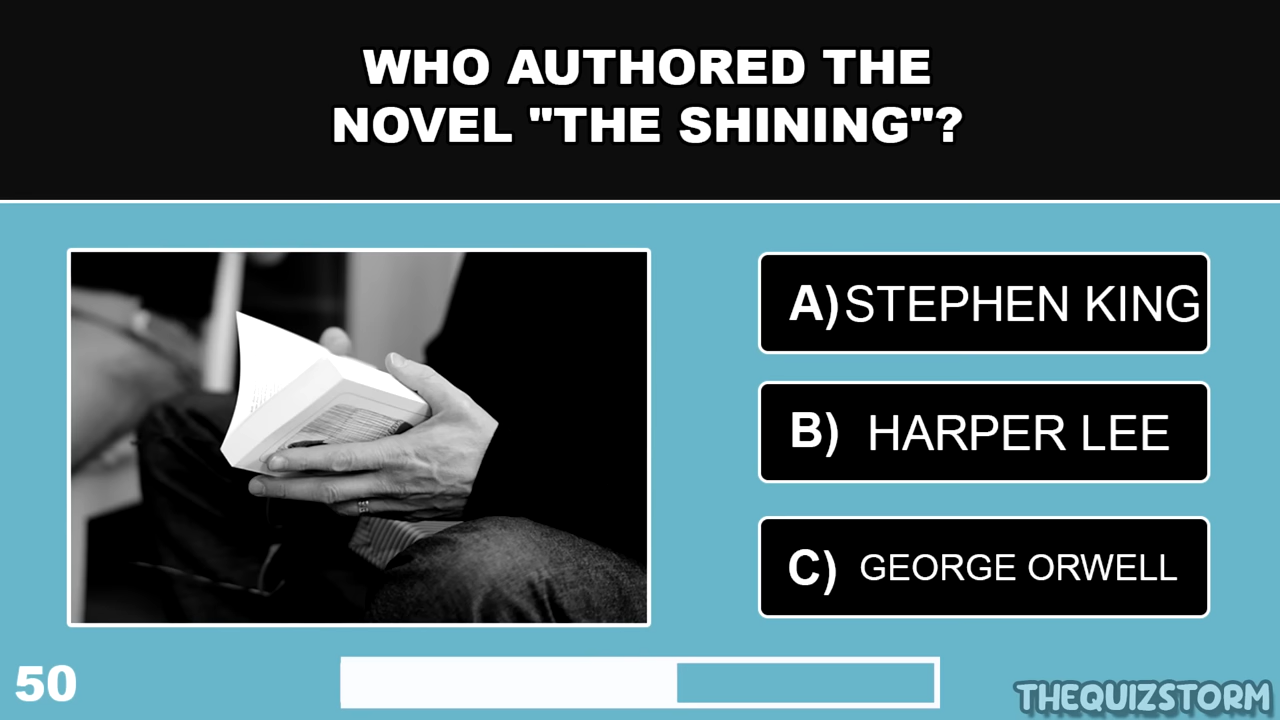 WHO AUTHORED THE
NOVEL "THE SHINING"?
A) STEPHEN KING
B) HARPER LEE
C) GEORGE ORWELL
50
THEQUIZSTORM